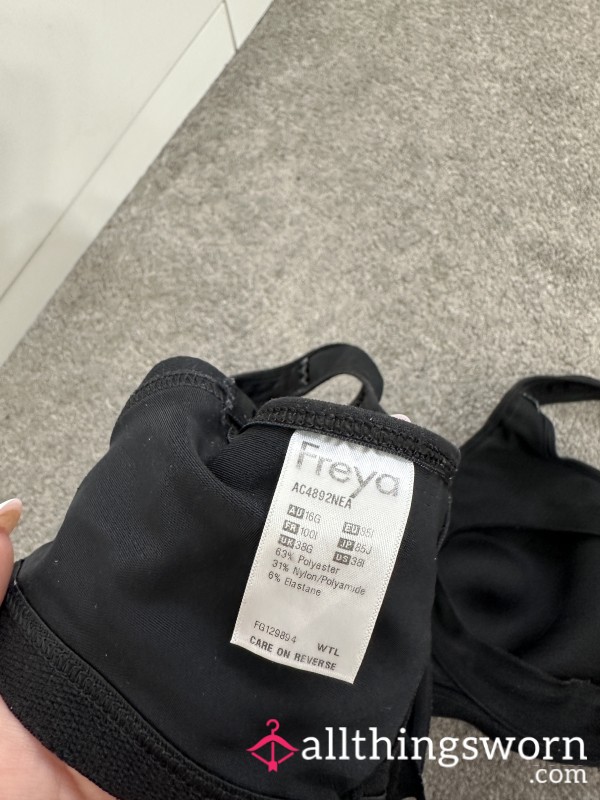 Freya
AC4892NEA
AU 16G EU 95I
FR 100I JP 85J
UK 38G US 38I
63% Polyester
31% Nylon/Polyamide
6% Elastane
FG129894 WTL
CARE ON REVERSE
allthingsworn
.com